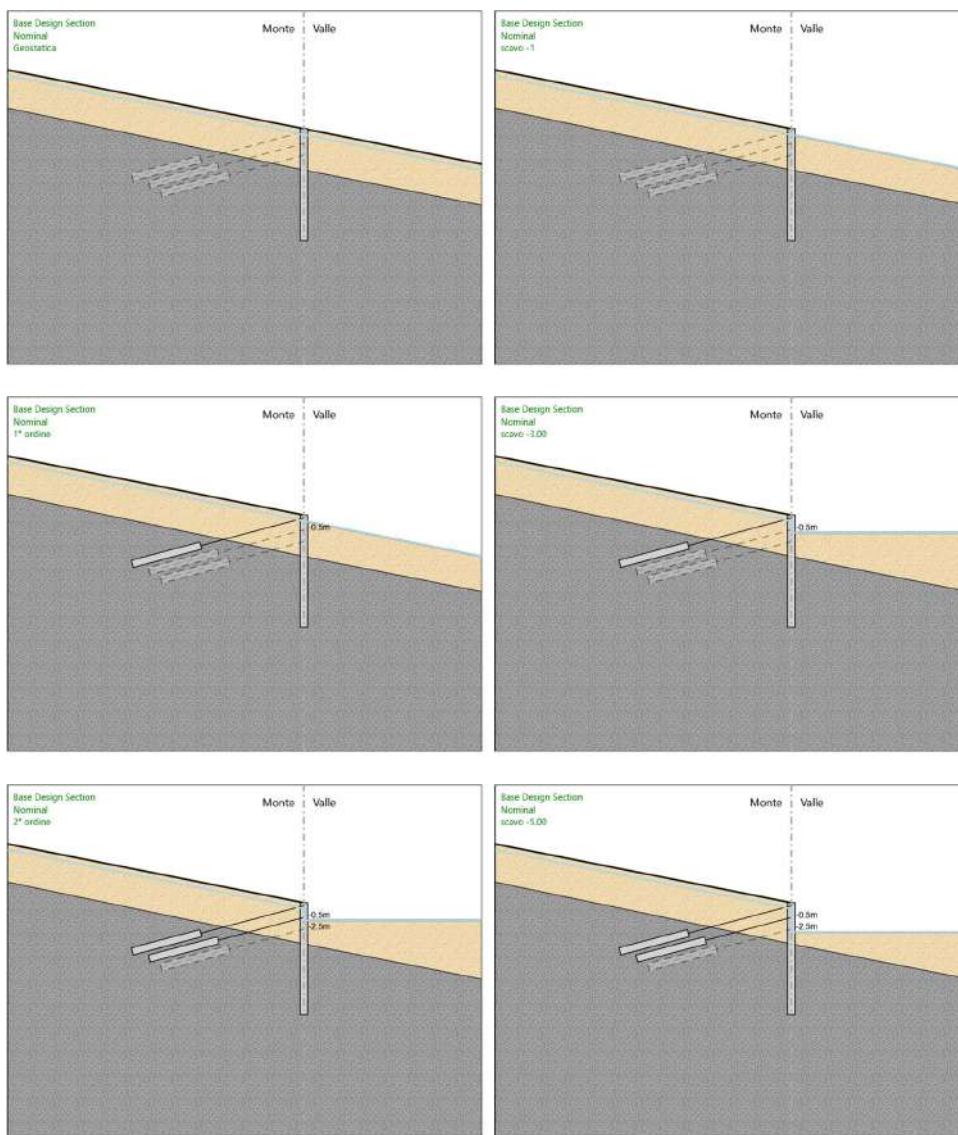 Base Design Section
Nominal
Geostatica
Monte
Valle
Base Design Section
Nominal
scavo -1
Monte
Valle
Base Design Section
Nominal
1° ordine
Monte
Valle
-0.5m
Base Design Section
Nominal
scavo -3.00
Monte
Valle
-0.5m
Base Design Section
Nominal
2° ordine
Monte
Valle
-0.5m
-2.5m
Base Design Section
Nominal
scavo -5.00
Monte
Valle
-0.5m
-2.5m